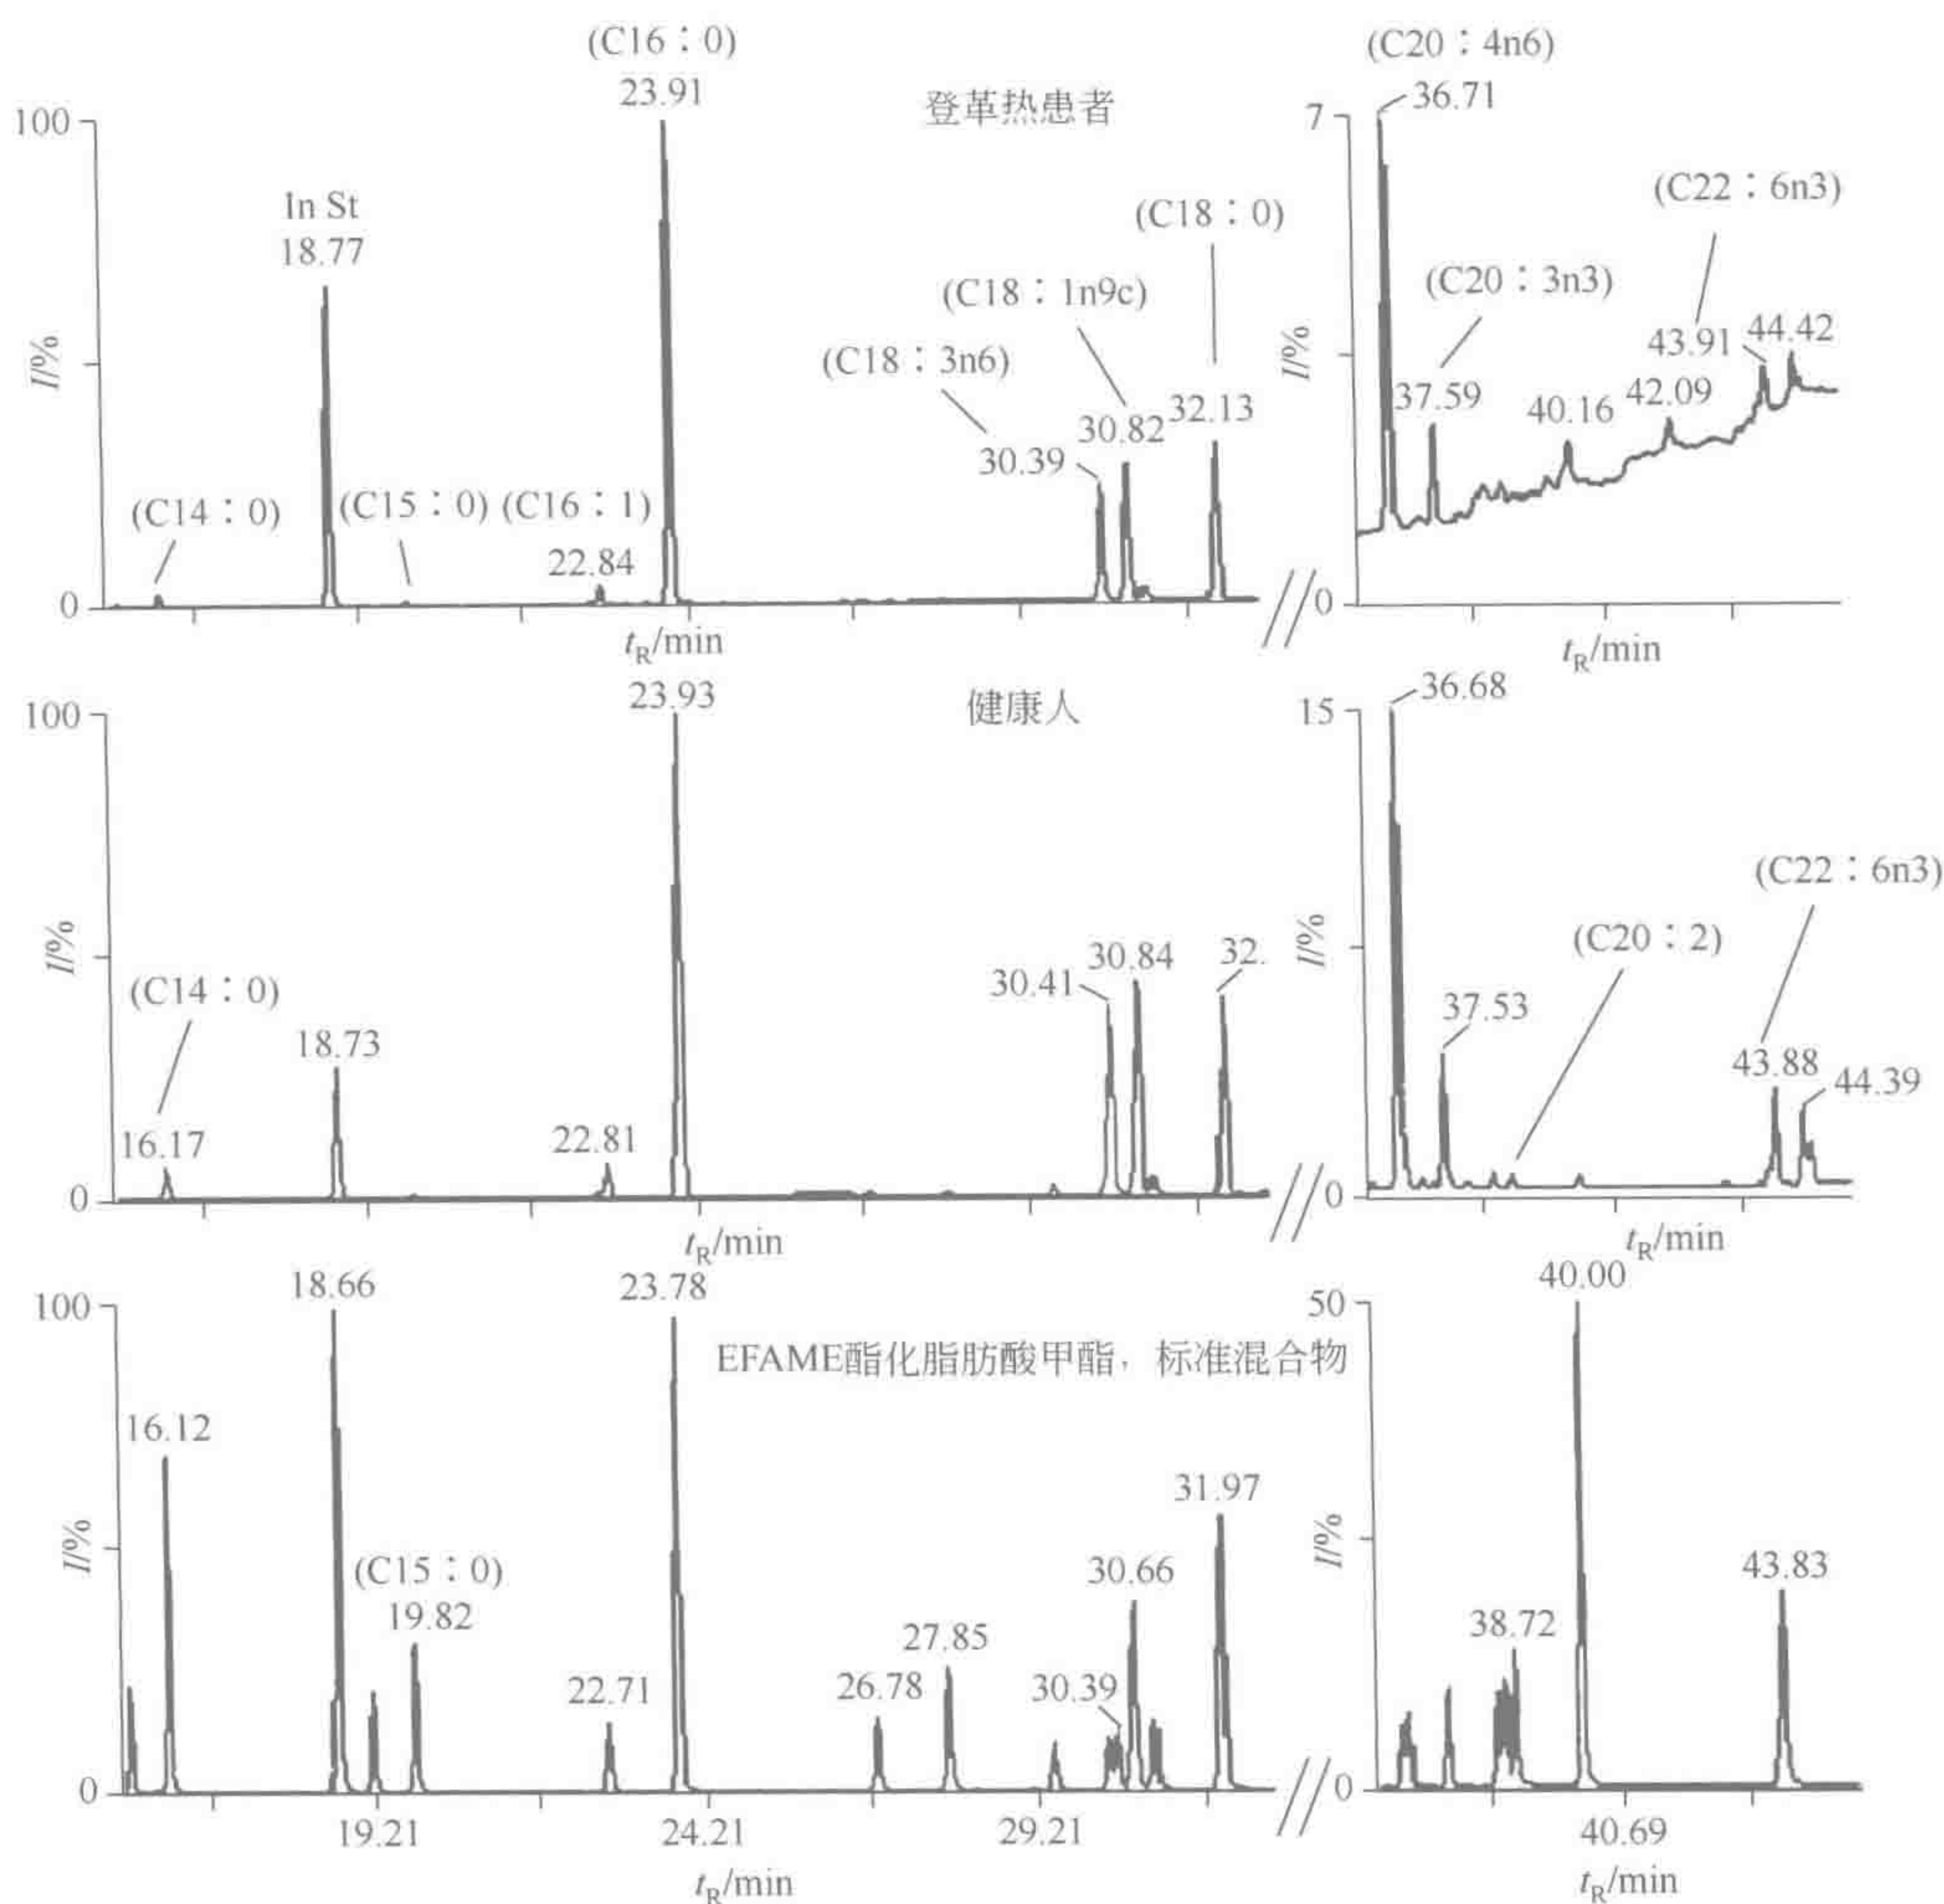 (C16：0)
23.91
登革热患者
(C20：4n6)
36.71
100
7
In St
18.77
(C22：6n3)
(C18：0)
(C20：3n3)
(C18：1n9c)
(C18：3n6)
I/%
I/%
43.91 44.42
37.59
40.16
42.09
30.39
30.82
32.13
(C14：0)
(C15：0)
(C16：1)
22.84
0
0
tR/min
tR/min
23.93
健康人
36.68
100
15
(C22：6n3)
(C20：2)
I/%
I/%
(C14：0)
30.41
30.84
32.
37.53
43.88
44.39
18.73
16.17
22.81
0
0
tR/min
tR/min
100
18.66
23.78
50
40.00
EFAME酯化脂肪酸甲酯，标准混合物
16.12
31.97
I/%
I/%
(C15：0)
19.82
30.66
43.83
38.72
27.85
26.78
30.39
22.71
0
0
19.21
24.21
29.21
40.69
tR/min
tR/min